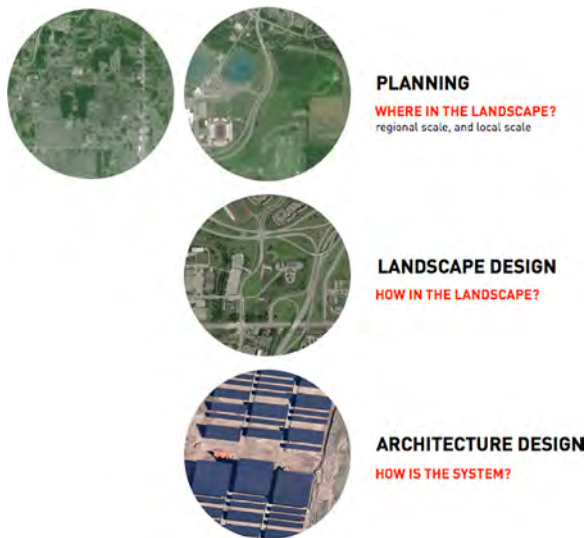 PLANNING
WHERE IN THE LANDSCAPE?
regional scale, and local scale
LANDSCAPE DESIGN
HOW IN THE LANDSCAPE?
ARCHITECTURE DESIGN
HOW IS THE SYSTEM?